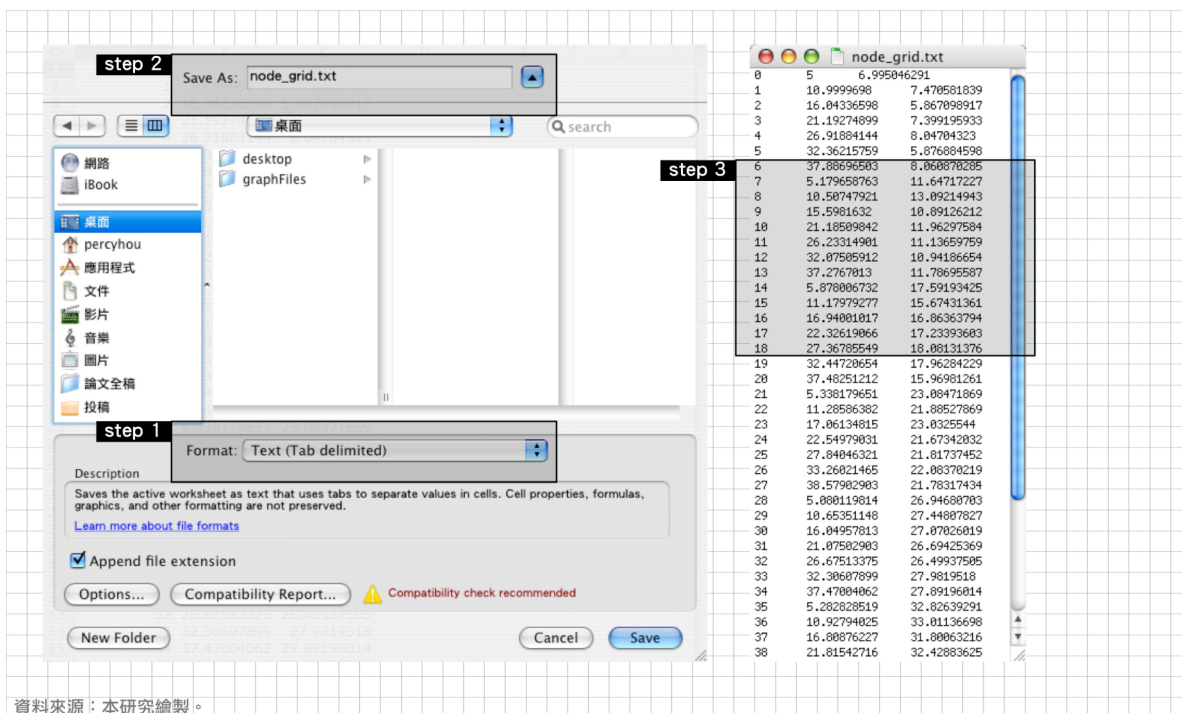 step 2
Save As: node_grid.txt
桌面
search
網路
iBook
桌面
percyhou
應用程式
文件
影片
音樂
圖片
論文全稿
投稿
desktop
graphFiles
step 1
Format: Text (Tab delimited)
Description
Saves the active worksheet as text that uses tabs to separate values in cells. Cell properties, formulas,
graphics, and other formatting are not preserved.
Learn more about file formats
Append file extension
Options... Compatibility Report... Compatibility check recommended
New Folder Cancel Save
node_grid.txt
step 3
0 5 6.995046291
1 10.9999698 7.470581839
2 16.04336598 5.867098917
3 21.19274899 7.399195933
4 26.91884144 8.04704323
5 32.36215759 5.876884598
6 37.88696503 8.060870285
7 5.179658763 11.64717227
8 10.50747921 13.09214943
9 15.5981632 10.89126212
10 21.18509842 11.96297584
11 26.23314901 11.13659759
12 32.07505912 10.94186654
13 37.2767013 11.78695587
14 5.878006732 17.59193425
15 11.17979277 15.67431361
16 16.94001017 16.86363794
17 22.32619066 17.23393603
18 27.36785549 18.08131376
19 32.44720654 17.96284229
20 37.48251212 15.96981261
21 5.338179651 23.08471869
22 11.28586382 21.88527869
23 17.06134815 23.0325544
24 22.54979031 21.67342032
25 27.84046321 21.81737452
26 33.26021465 22.08370219
27 38.57902903 21.78317434
28 5.080119814 26.94680703
29 10.65351148 27.44807827
30 16.04957813 27.07026019
31 21.07502903 26.69425369
32 26.67513375 26.49937505
33 32.30607899 27.9819518
34 37.47004062 27.89196014
35 5.282828519 32.82639291
36 10.92794025 33.01136698
37 16.80876227 31.80063216
38 21.81542716 32.42883625
資料來源：本研究繪製。